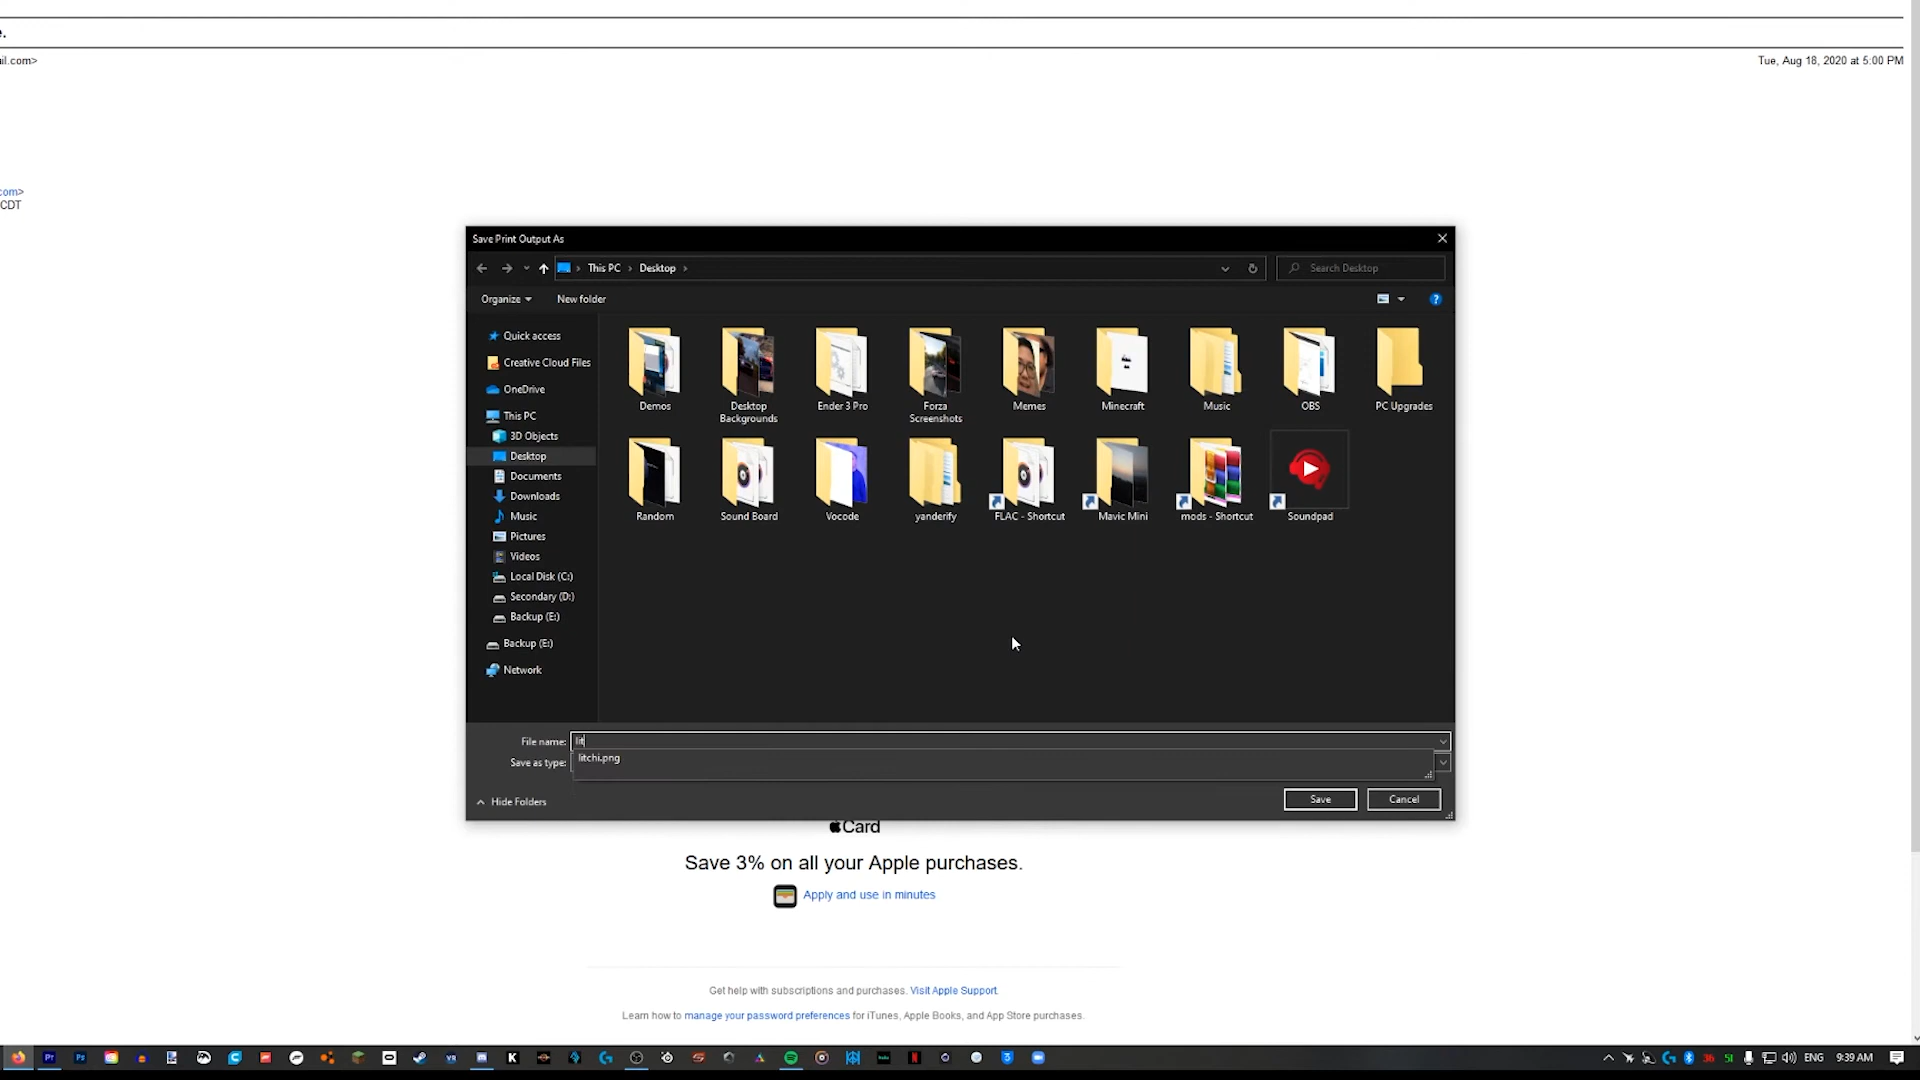 e.
il.com>
Tue, Aug 18, 2020 at 5:00 PM
com>
CDT
Save Print Output As
This PC
Desktop
Search Desktop
Organize
New folder
Quick access
Creative Cloud Files
OneDrive
This PC
3D Objects
Desktop
Documents
Downloads
Music
Pictures
Videos
Local Disk (C:)
Secondary (D:)
Backup (E:)
Backup (E:)
Network
Demos
Desktop Backgrounds
Ender 3 Pro
Forza Screenshots
Memes
Minecraft
Music
OBS
PC Upgrades
Random
Sound Board
Vocode
yanderify
FLAC - Shortcut
Mavic Mini
mods - Shortcut
Soundpad
File name: lit
litchi.png
Save as type:
Hide Folders
Save
Cancel
Card
Save 3% on all your Apple purchases.
Apply and use in minutes
Get help with subscriptions and purchases. Visit Apple Support.
Learn how to manage your password preferences for iTunes, Apple Books, and App Store purchases.
Pr
Ps
VR
K
N
36
51
ENG
9:39 AM